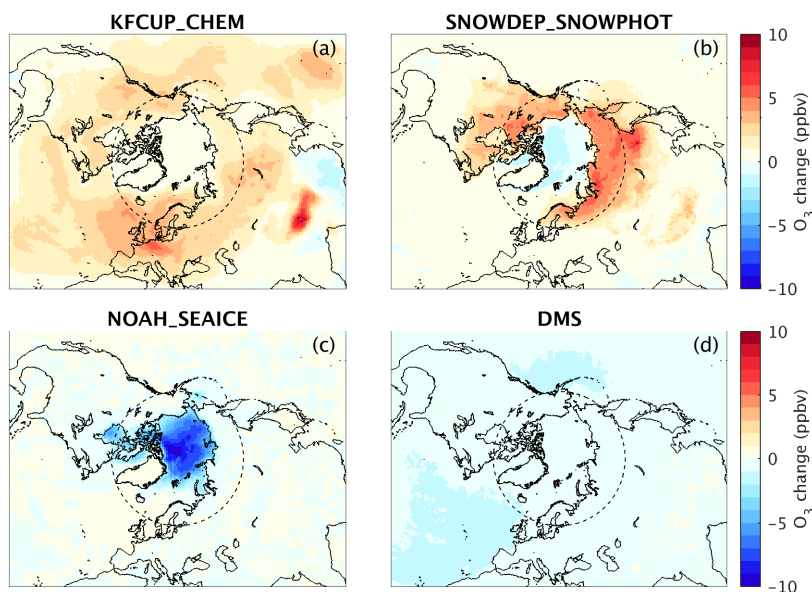 KFCUP_CHEM
SNOWDEP_SNOWPHOT
(a)
(b)
10
5
0
−5
−10
O3 change (ppbv)
NOAH_SEAICE
DMS
(c)
(d)
10
5
0
−5
−10
O3 change (ppbv)